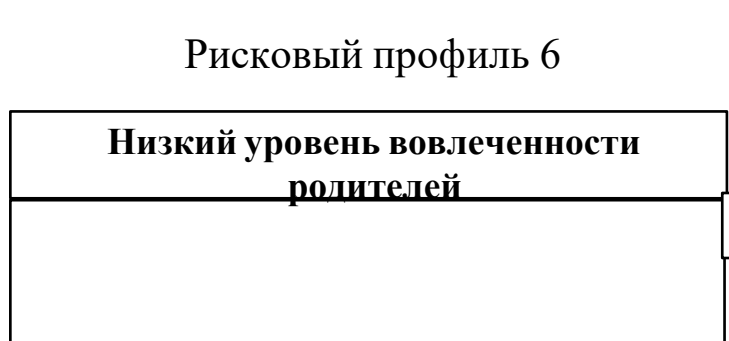 Рисковый профиль 6
Низкий уровень вовлеченности
родителей